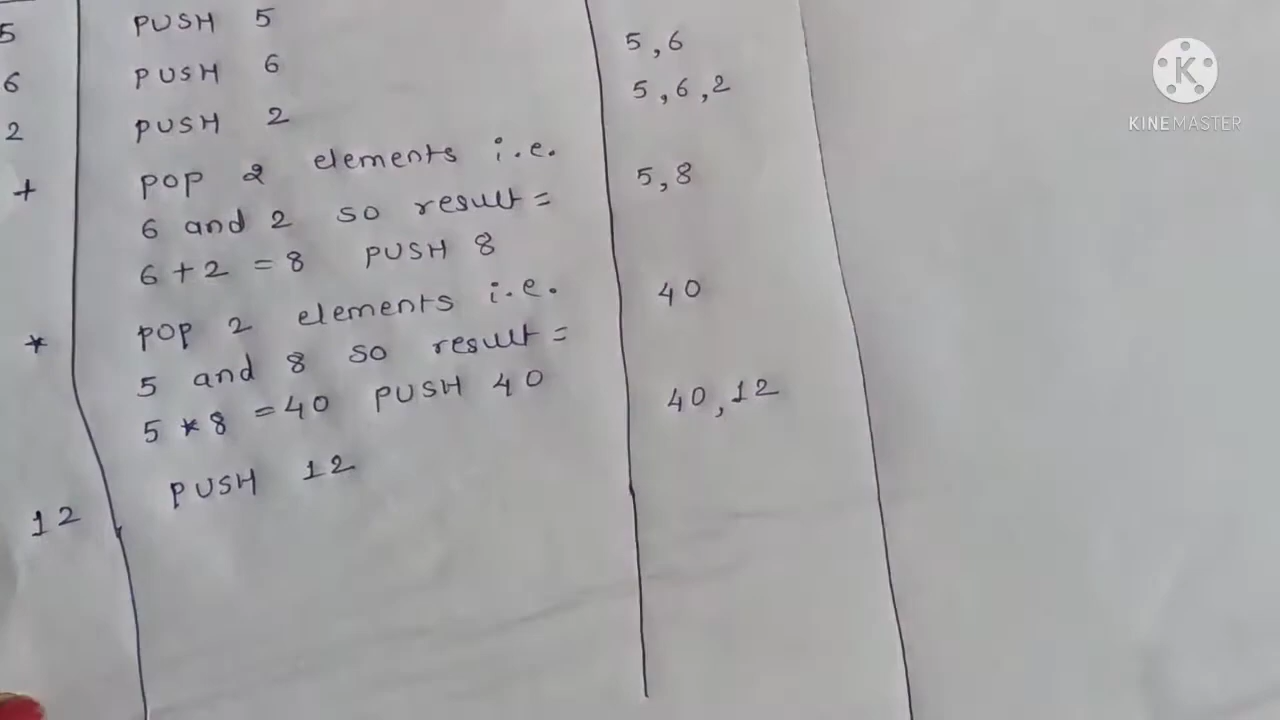 5 PUSH 5
6 PUSH 6 5,6
2 PUSH 2 5,6,2
+ POP 2 elements i.e.
6 and 2 so result = 5,8
6+2 = 8 PUSH 8
* POP 2 elements i.e. 40
5 and 8 so result =
5 * 8 = 40 PUSH 40 40,12
12 PUSH 12
KINEMASTER